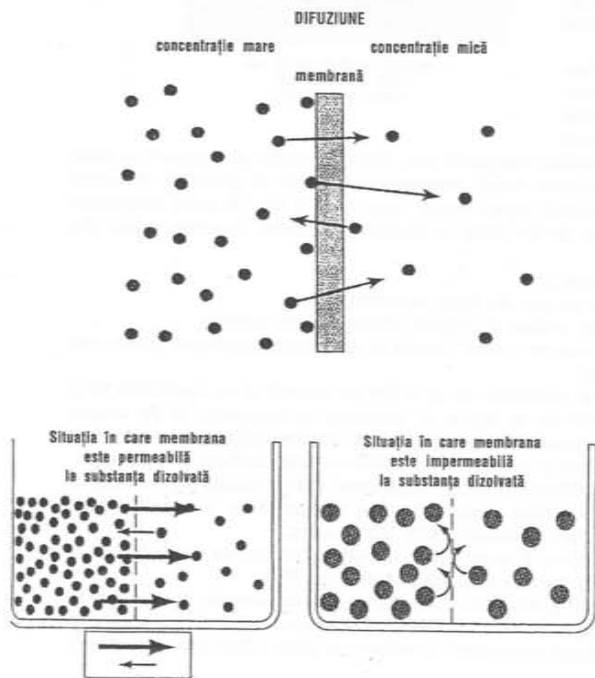 DIFUZIUNE
concentrație mare
concentrație mică
membrană
Situația în care membrana
este permeabilă
la substanța dizolvată
Situația în care membrana
este impermeabilă
la substanța dizolvată